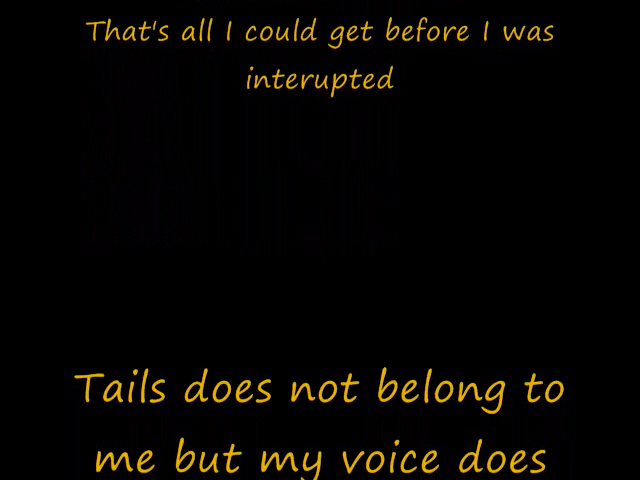 That's all I could get before I was
interupted
Tails does not belong to
me but my voice does